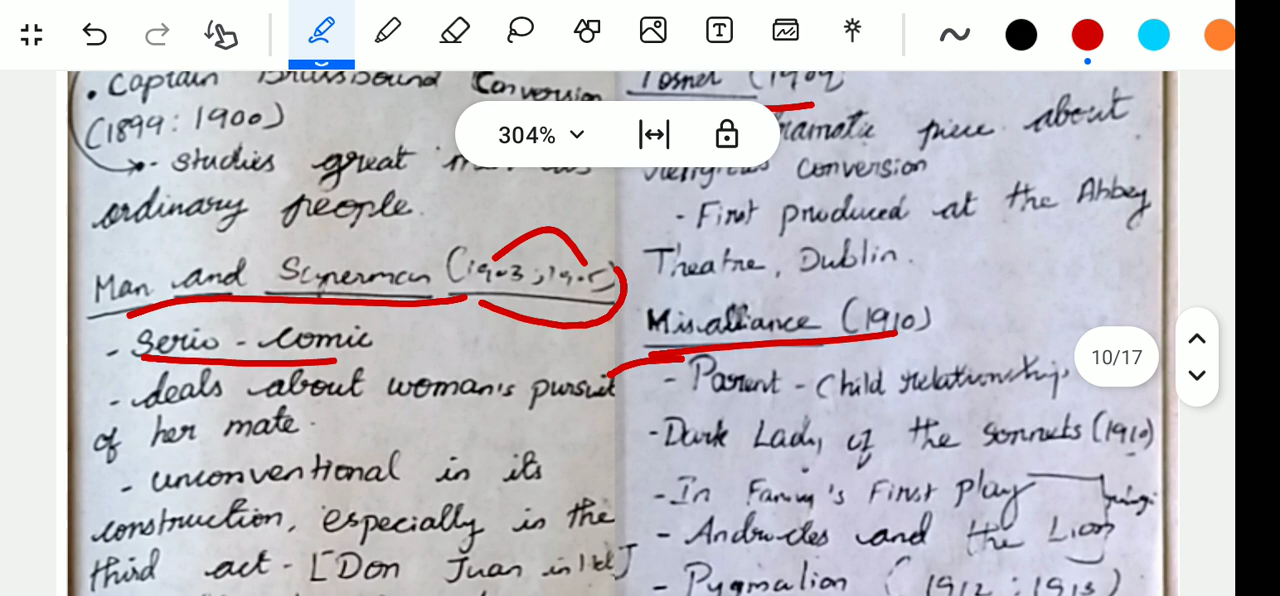 304%
10/17
• Captain Brassbound Conversion
(1899 : 1900)
- studies great
ordinary people.
Man and Superman (1903; 1905)
- Serio - comic
- deals about woman's pursuit
of her mate.
- unconventional in its
construction, especially in the
third act - [Don Juan in Hell]
Posnet (1909
dramatic piece about
religious conversion
- First produced at the Abbey
Theatre, Dublin.
Misalliance (1910)
- Parent - child relationship.
- Dark Lady of the Sonnets (1910)
- In Fanny's First play
- Androcles and the Lion
- Pygmalion (1912 ; 1913)